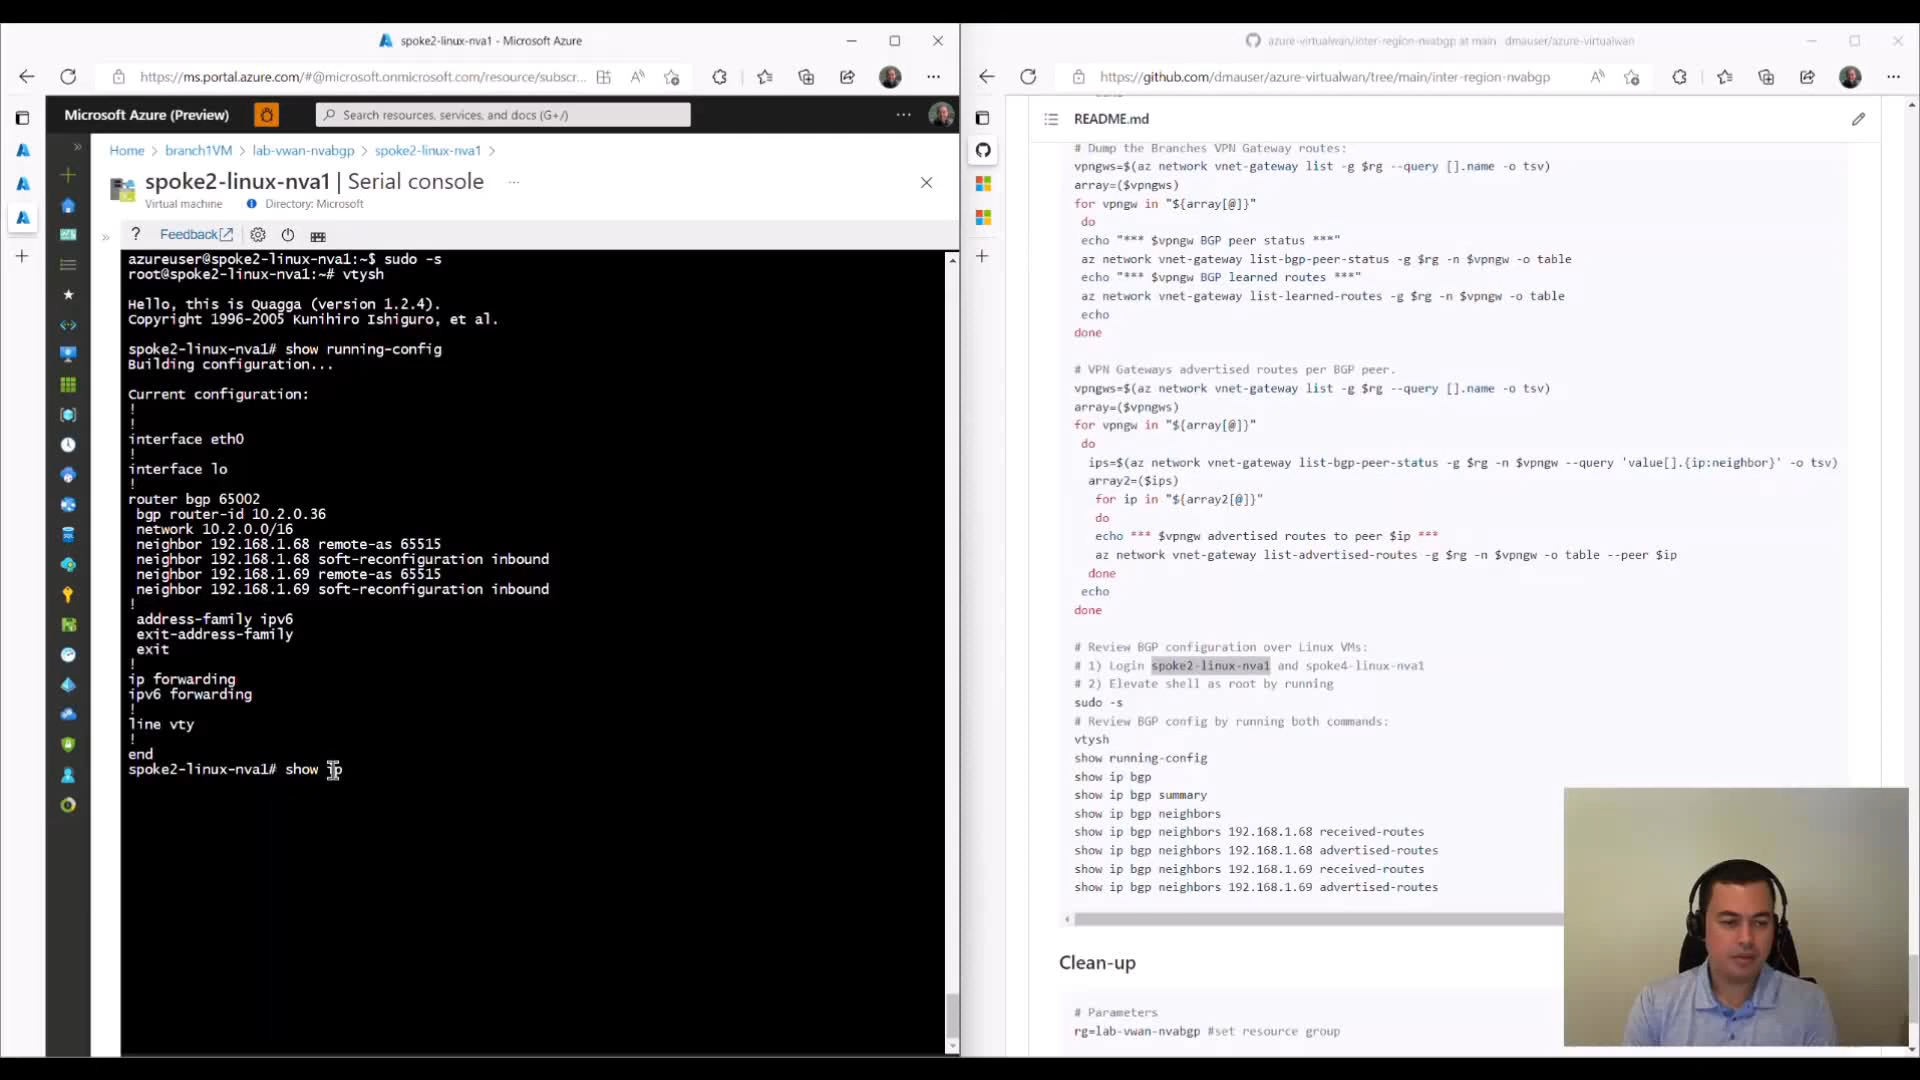 spoke2-linux-nva1 - Microsoft Azure
https://ms.portal.azure.com/#@microsoft.onmicrosoft.com/resource/subscr...
Microsoft Azure (Preview)
Search resources, services, and docs (G+/)
Home > branch1VM > lab-vwan-nvabgp > spoke2-linux-nva1 >
spoke2-linux-nva1 | Serial console
Virtual machine
Directory: Microsoft
? Feedback
azureuser@spoke2-linux-nva1:~$ sudo -s
root@spoke2-linux-nva1:~# vtysh
Hello, this is Quagga (version 1.2.4).
Copyright 1996-2005 Kunihiro Ishiguro, et al.
spoke2-linux-nva1# show running-config
Building configuration...
Current configuration:
!
!
interface eth0
!
interface lo
!
router bgp 65002
bgp router-id 10.2.0.36
network 10.2.0.0/16
neighbor 192.168.1.68 remote-as 65515
neighbor 192.168.1.68 soft-reconfiguration inbound
neighbor 192.168.1.69 remote-as 65515
neighbor 192.168.1.69 soft-reconfiguration inbound
!
address-family ipv6
exit-address-family
exit
!
ip forwarding
ipv6 forwarding
!
line vty
!
end
spoke2-linux-nva1# show ip
azure-virtualwan/inter-region-nvabgp at main · dmauser/azure-virtualwan
https://github.com/dmauser/azure-virtualwan/tree/main/inter-region-nvabgp
README.md
# Dump the Branches VPN Gateway routes:
vpngws=$(az network vnet-gateway list -g $rg --query [].name -o tsv)
array=($vpngws)
for vpngw in "${array[@]}"
do
echo "*** $vpngw BGP peer status ***"
az network vnet-gateway list-bgp-peer-status -g $rg -n $vpngw -o table
echo "*** $vpngw BGP learned routes ***"
az network vnet-gateway list-learned-routes -g $rg -n $vpngw -o table
echo
done
# VPN Gateways advertised routes per BGP peer.
vpngws=$(az network vnet-gateway list -g $rg --query [].name -o tsv)
array=($vpngws)
for vpngw in "${array[@]}"
do
ips=$(az network vnet-gateway list-bgp-peer-status -g $rg -n $vpngw --query 'value[].{ip:neighbor}' -o tsv)
array2=($ips)
for ip in "${array2[@]}"
do
echo *** $vpngw advertised routes to peer $ip ***
az network vnet-gateway list-advertised-routes -g $rg -n $vpngw -o table --peer $ip
done
echo
done
# Review BGP configuration over Linux VMs:
# 1) Login spoke2-linux-nva1 and spoke4-linux-nva1
# 2) Elevate shell as root by running
sudo -s
# Review BGP config by running both commands:
vtysh
show running-config
show ip bgp
show ip bgp summary
show ip bgp neighbors
show ip bgp neighbors 192.168.1.68 received-routes
show ip bgp neighbors 192.168.1.68 advertised-routes
show ip bgp neighbors 192.168.1.69 received-routes
show ip bgp neighbors 192.168.1.69 advertised-routes
Clean-up
# Parameters
rg=lab-vwan-nvabgp #set resource group